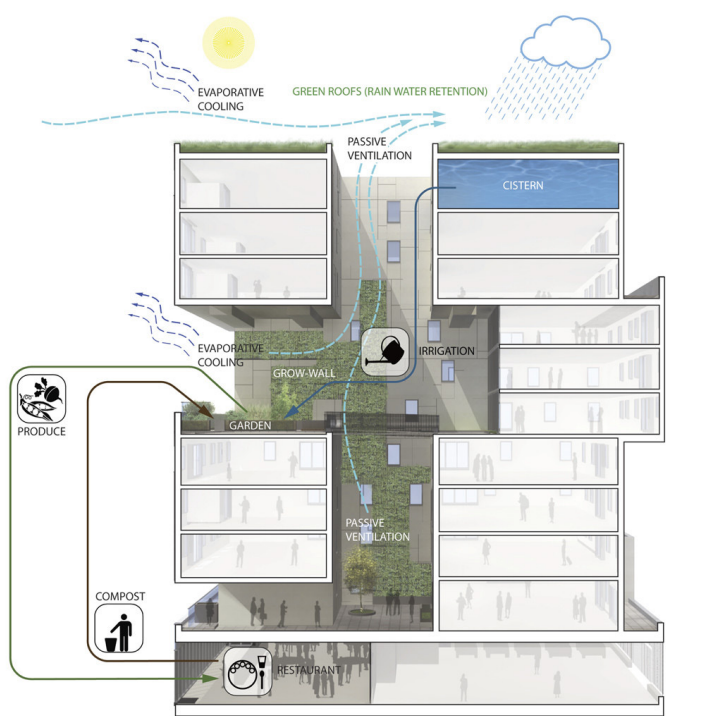 EVAPORATIVE
COOLING
GREEN ROOFS (RAIN WATER RETENTION)
PASSIVE
VENTILATION
CISTERN
EVAPORATIVE
COOLING
IRRIGATION
GROW-WALL
PRODUCE
GARDEN
PASSIVE
VENTILATION
COMPOST
RESTAURANT